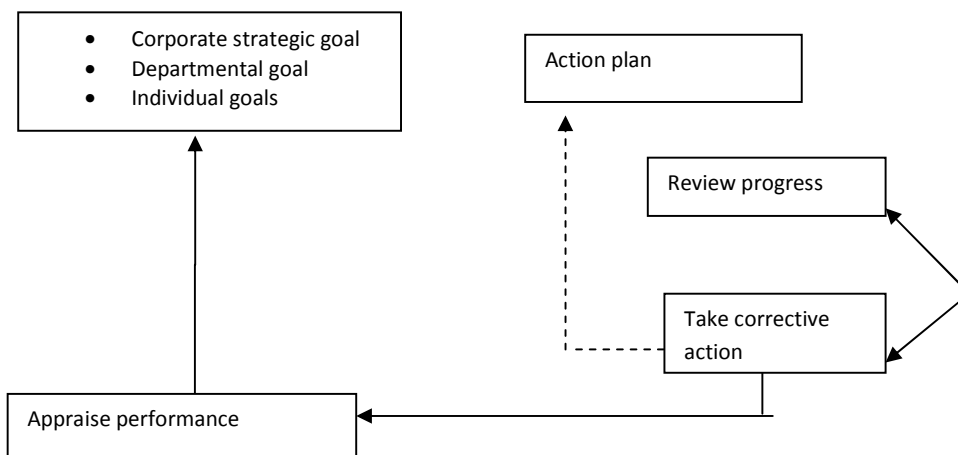 • Corporate strategic goal
• Departmental goal
• Individual goals
Action plan
Review progress
Take corrective
action
Appraise performance